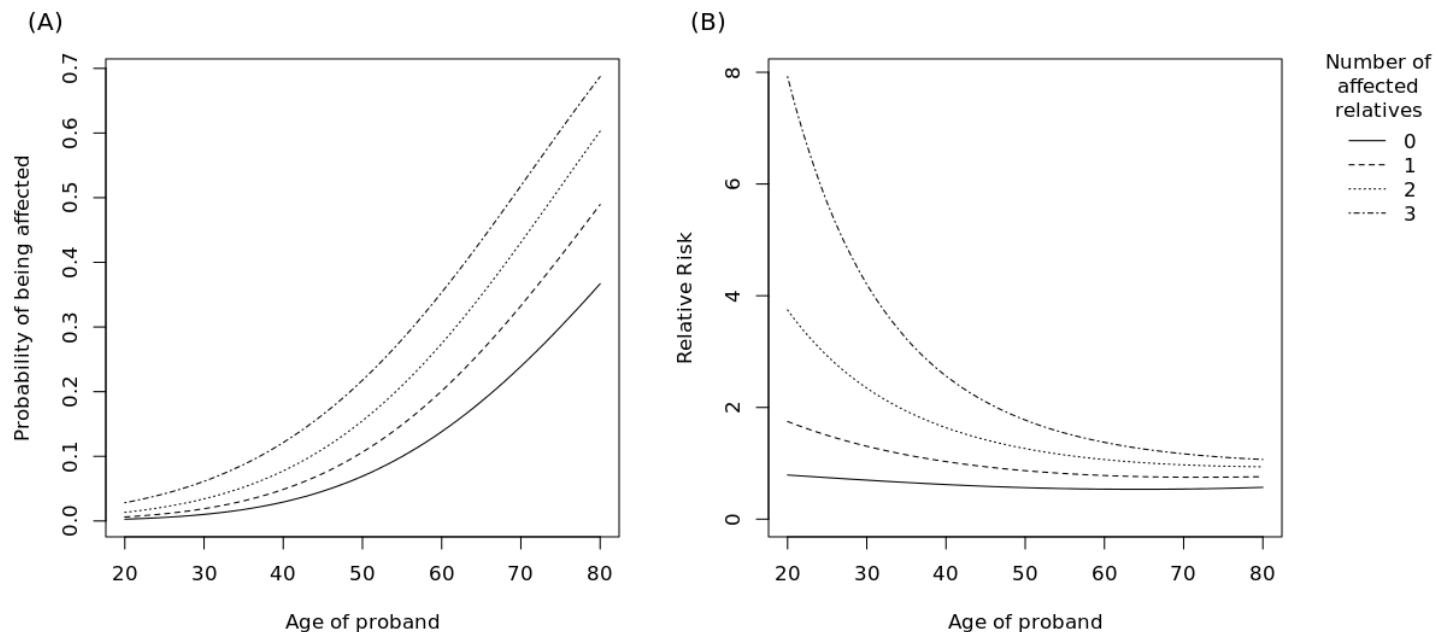 (A)
Probability of being affected
0.7
0.6
0.5
0.4
0.3
0.2
0.1
0.0
20 30 40 50 60 70 80
Age of proband
(B)
Relative Risk
8
6
4
2
0
20 30 40 50 60 70 80
Age of proband
Number of
affected
relatives
0
1
2
3